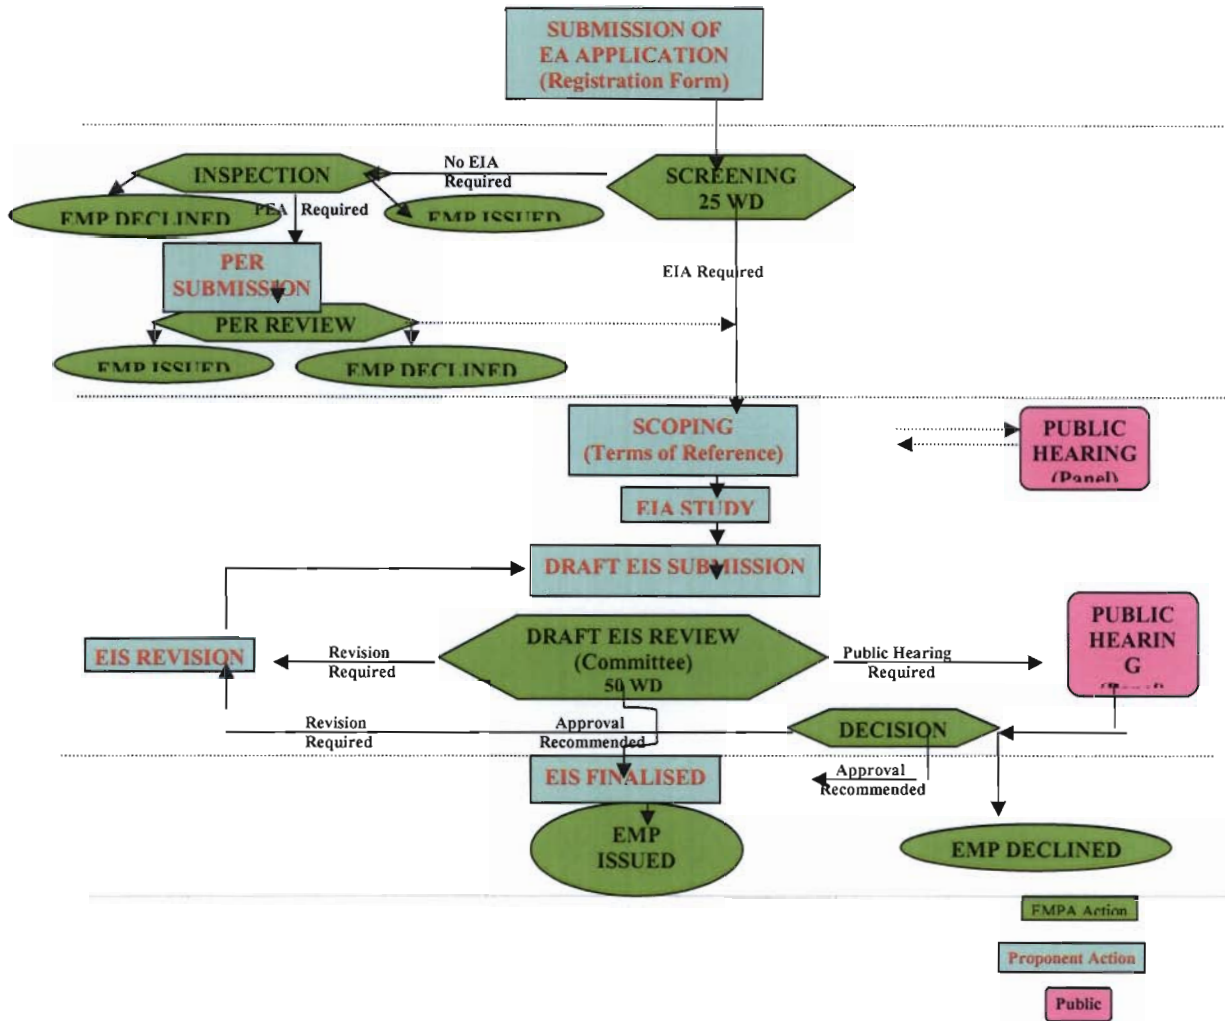 SUBMISSION OF
EA APPLICATION
(Registration Form)
INSPECTION
No EIA
Required
SCREENING
25 WD
EMP DECLINED
PEA Required
EMP ISSUED
PER
SUBMISSION
EIA Required
PER REVIEW
EMP ISSUED
EMP DECLINED
SCOPING
(Terms of Reference)
PUBLIC
HEARING
(Panel)
EIA STUDY
DRAFT EIS SUBMISSION
EIS REVISION
Revision
Required
DRAFT EIS REVIEW
(Committee)
50 WD
Public Hearing
Required
PUBLIC
HEARIN
G
(Panel)
Revision
Required
Approval
Recommended
DECISION
EIS FINALISED
Approval
Recommended
EMP
ISSUED
EMP DECLINED
EMPA Action
Proponent Action
Public